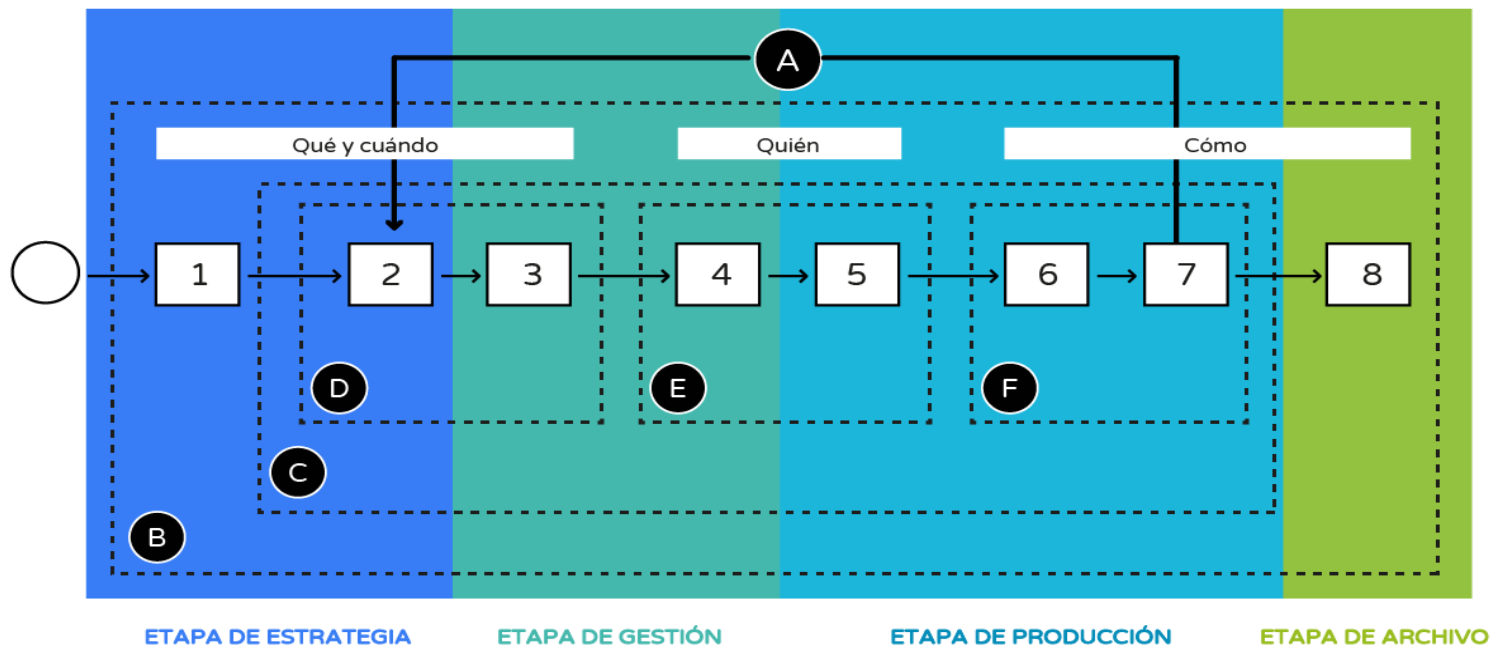 A
Qué y cuándo
Quién
Cómo
1
2
3
4
5
6
7
8
D
E
F
C
B
ETAPA DE ESTRATEGIA
ETAPA DE GESTIÓN
ETAPA DE PRODUCCIÓN
ETAPA DE ARCHIVO